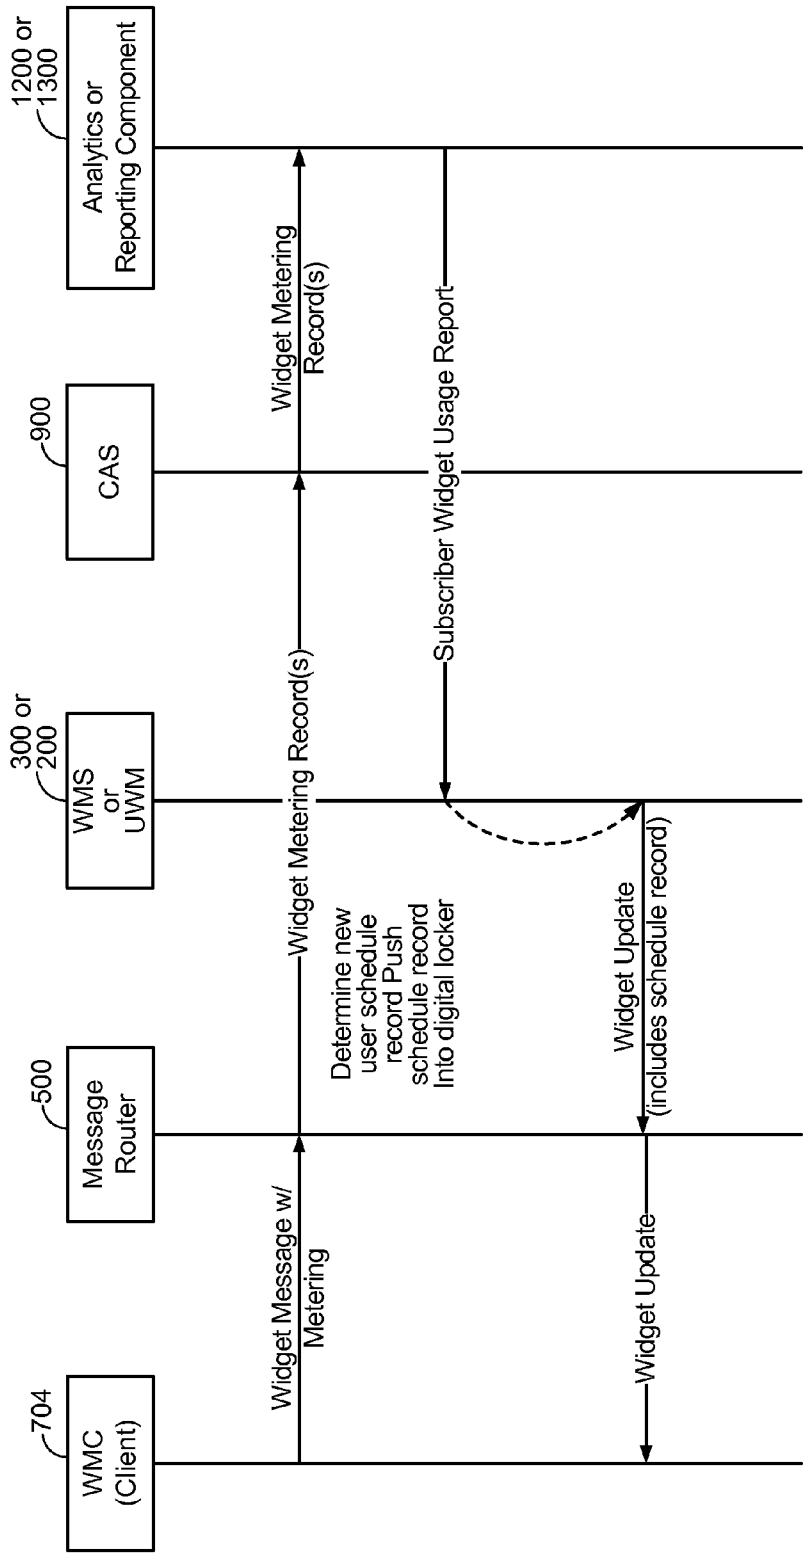 704
WMC
(Client)
500
Message
Router
300 or
200
WMS
or
UWM
900
CAS
1200 or
1300
Analytics or
Reporting Component
Widget Message w/
Metering
Widget Metering Record(s)
Widget Metering
Record(s)
Subscriber Widget Usage Report
Determine new
user schedule
record Push
schedule record
Into digital locker
Widget Update
(includes schedule record)
Widget Update